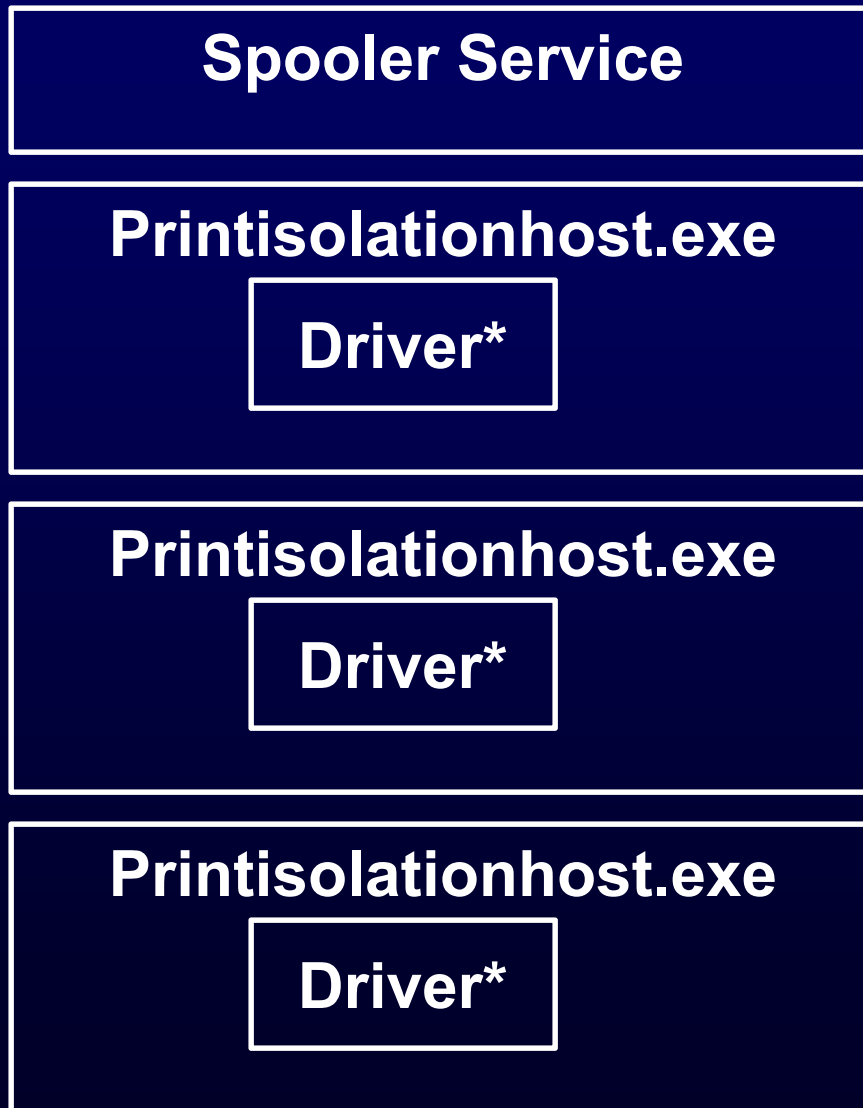 Spooler Service
Printisolationhost.exe
Driver*
Printisolationhost.exe
Driver*
Printisolationhost.exe
Driver*